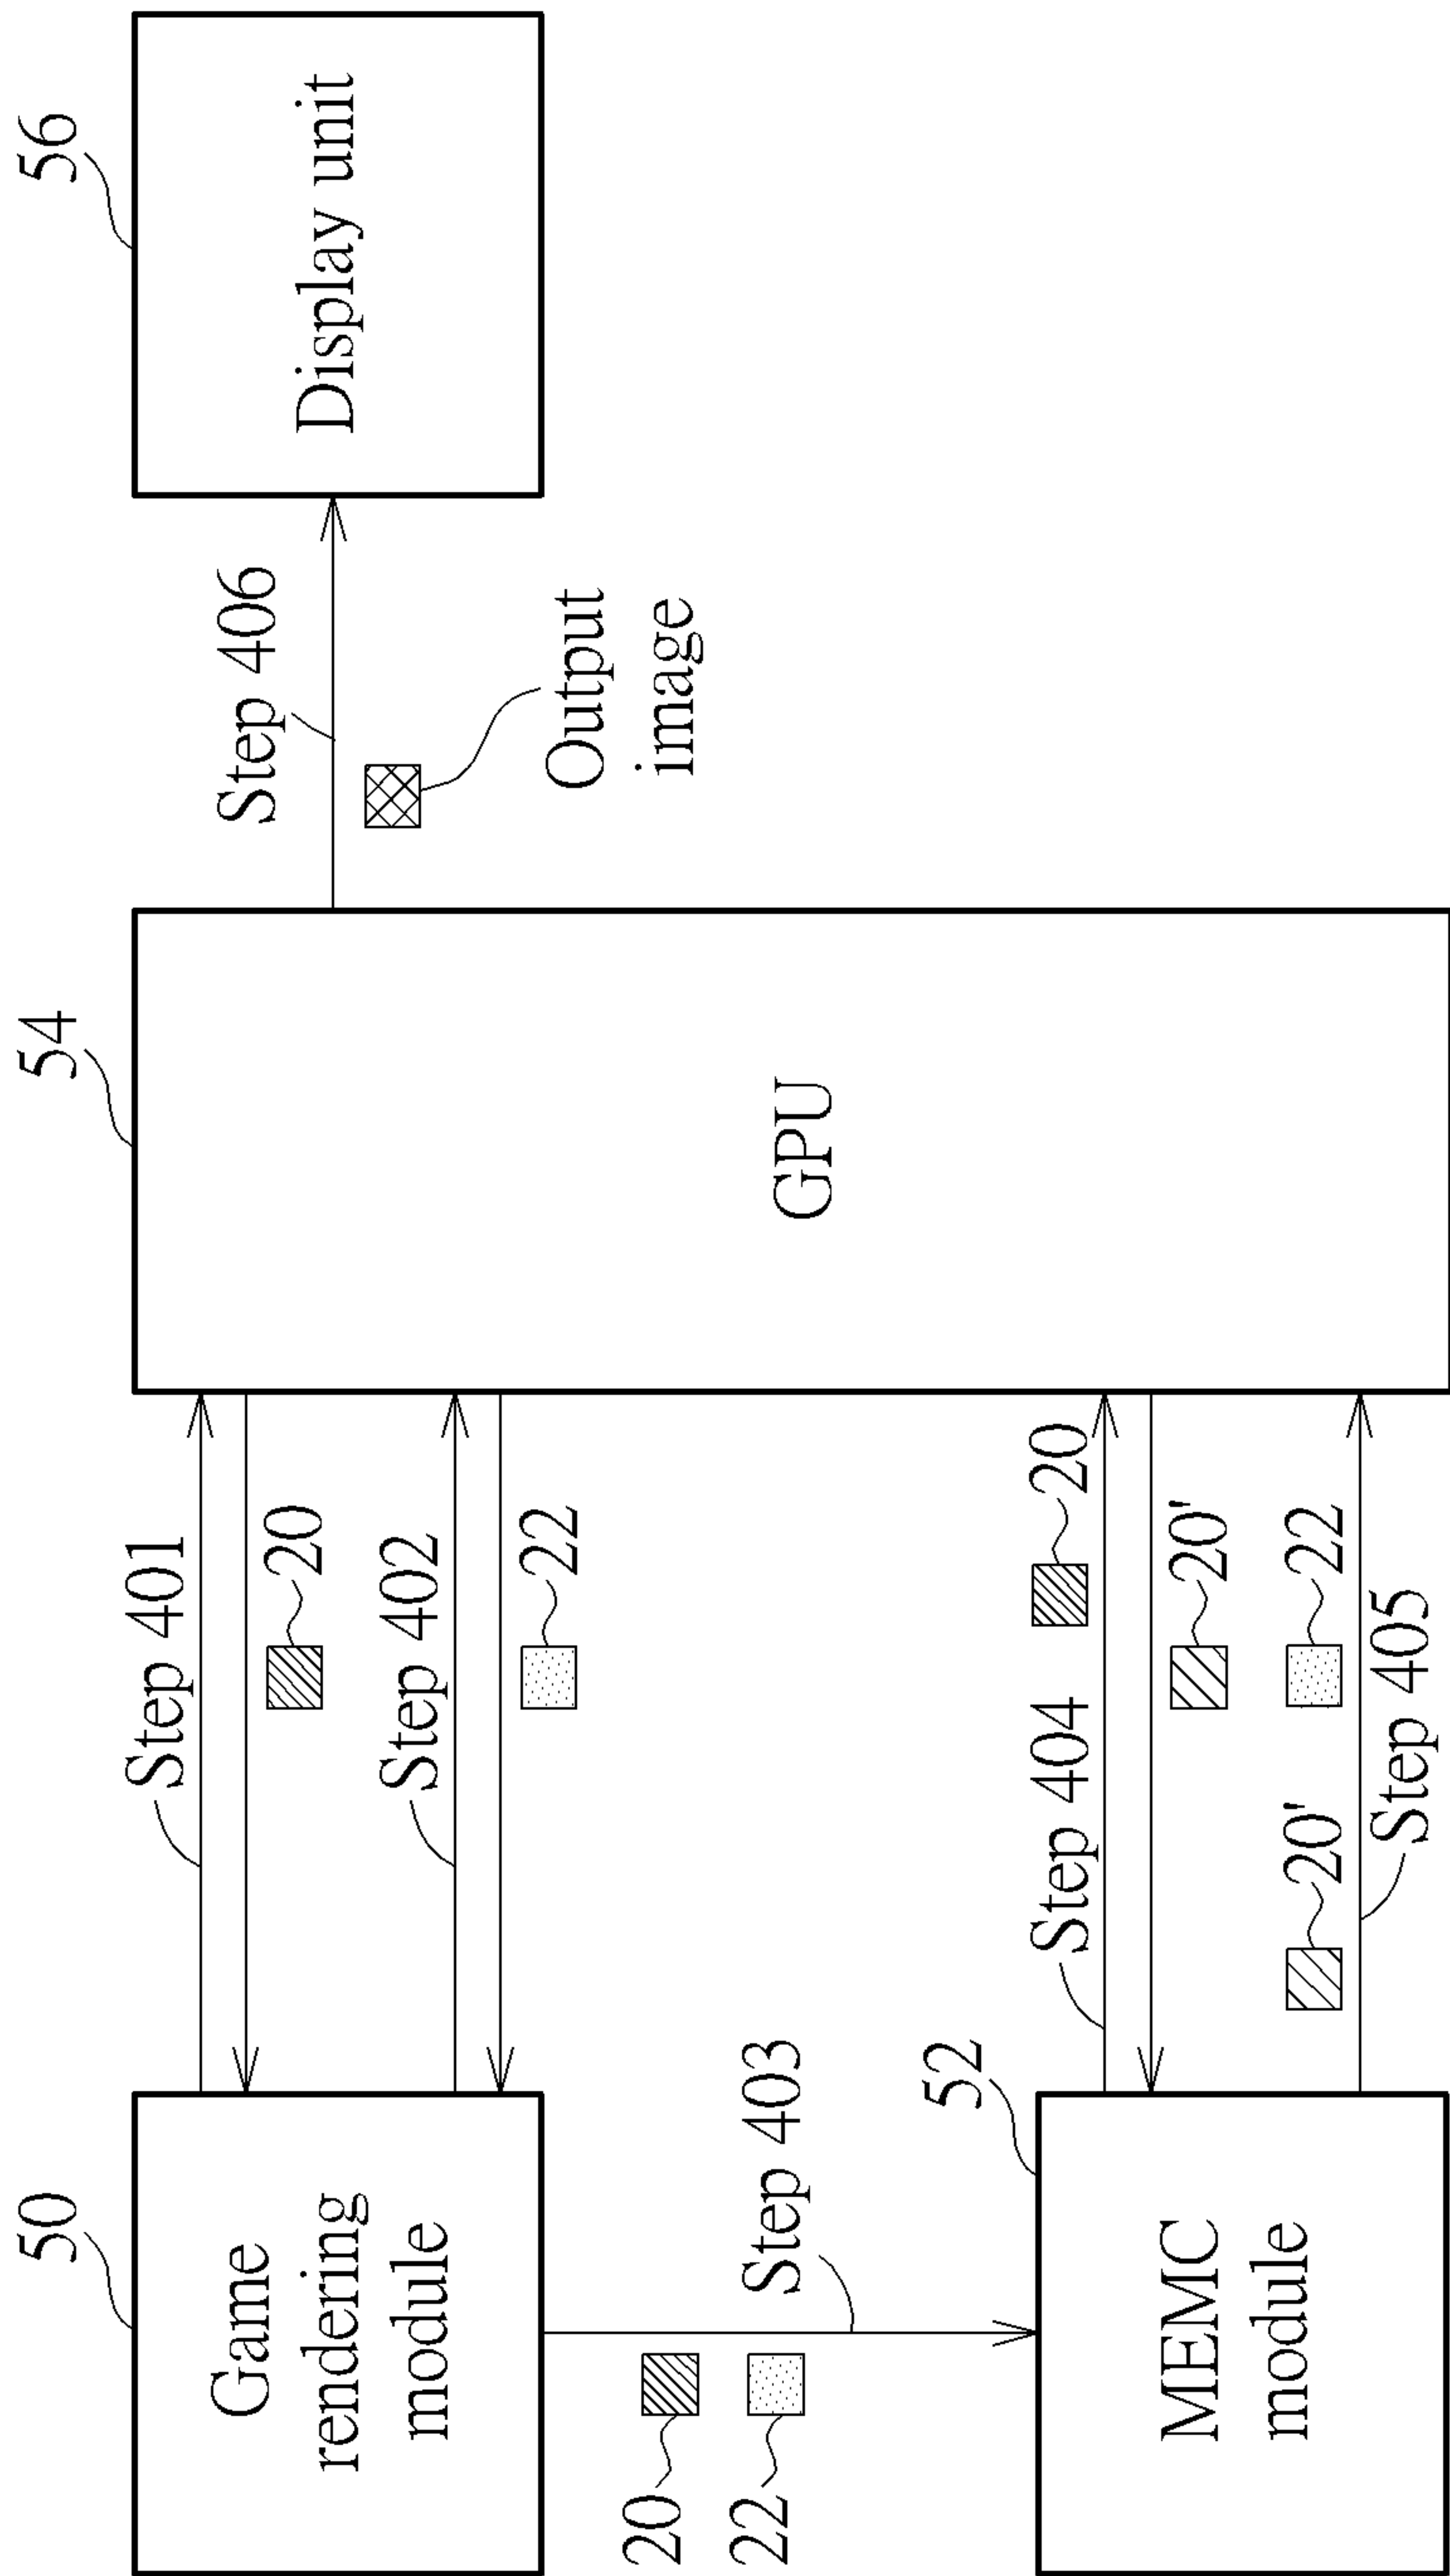 50
54
56
Game
rendering
module
Step 401
20
Step 402
22
GPU
Step 406
Output
image
Display unit
20
22
Step 403
52
MEMC
module
Step 404
20
20'
20'
22
Step 405